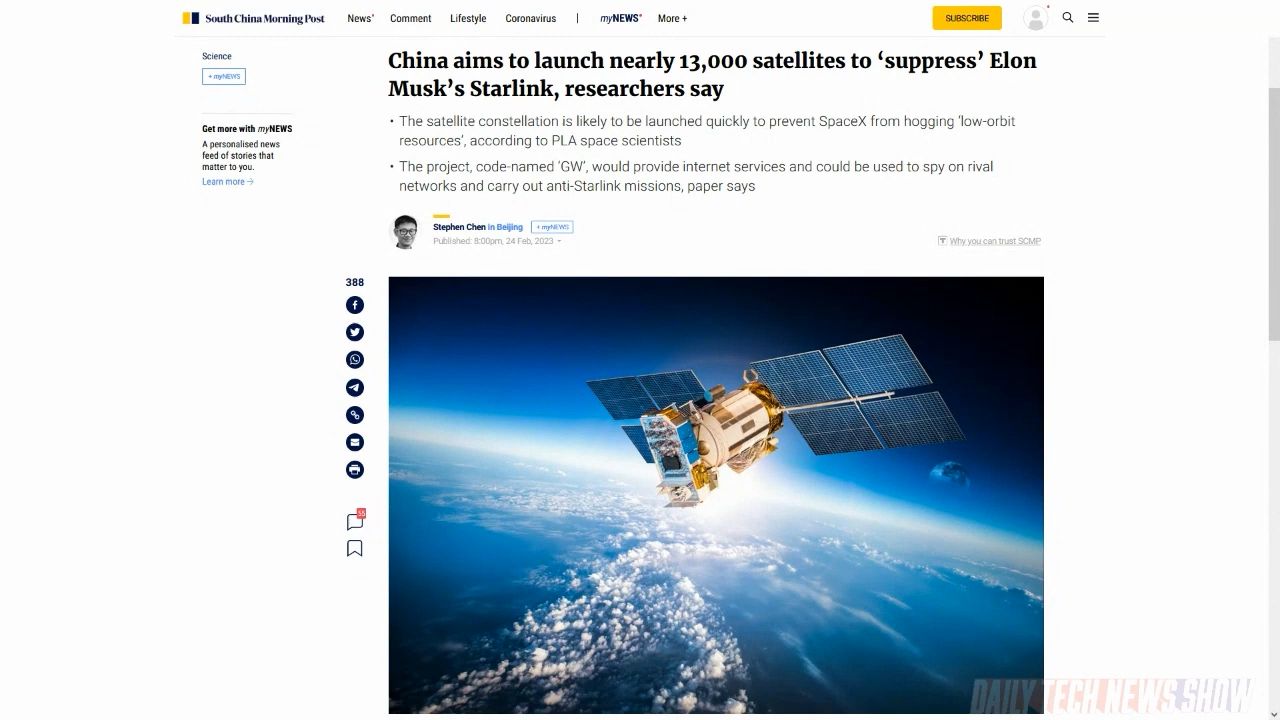 South China Morning Post
News Comment Lifestyle Coronavirus | myNEWS More +
SUBSCRIBE
Science
+ myNEWS
Get more with myNEWS
A personalised news
feed of stories that
matter to you.
Learn more →
China aims to launch nearly 13,000 satellites to ‘suppress’ Elon
Musk’s Starlink, researchers say
• The satellite constellation is likely to be launched quickly to prevent SpaceX from hogging ‘low-orbit
resources’, according to PLA space scientists
• The project, code-named ‘GW’, would provide internet services and could be used to spy on rival
networks and carry out anti-Starlink missions, paper says
Stephen Chen in Beijing + myNEWS
Published: 8:00pm, 24 Feb, 2023
Why you can trust SCMP
388
DAILY TECH NEWS SHOW